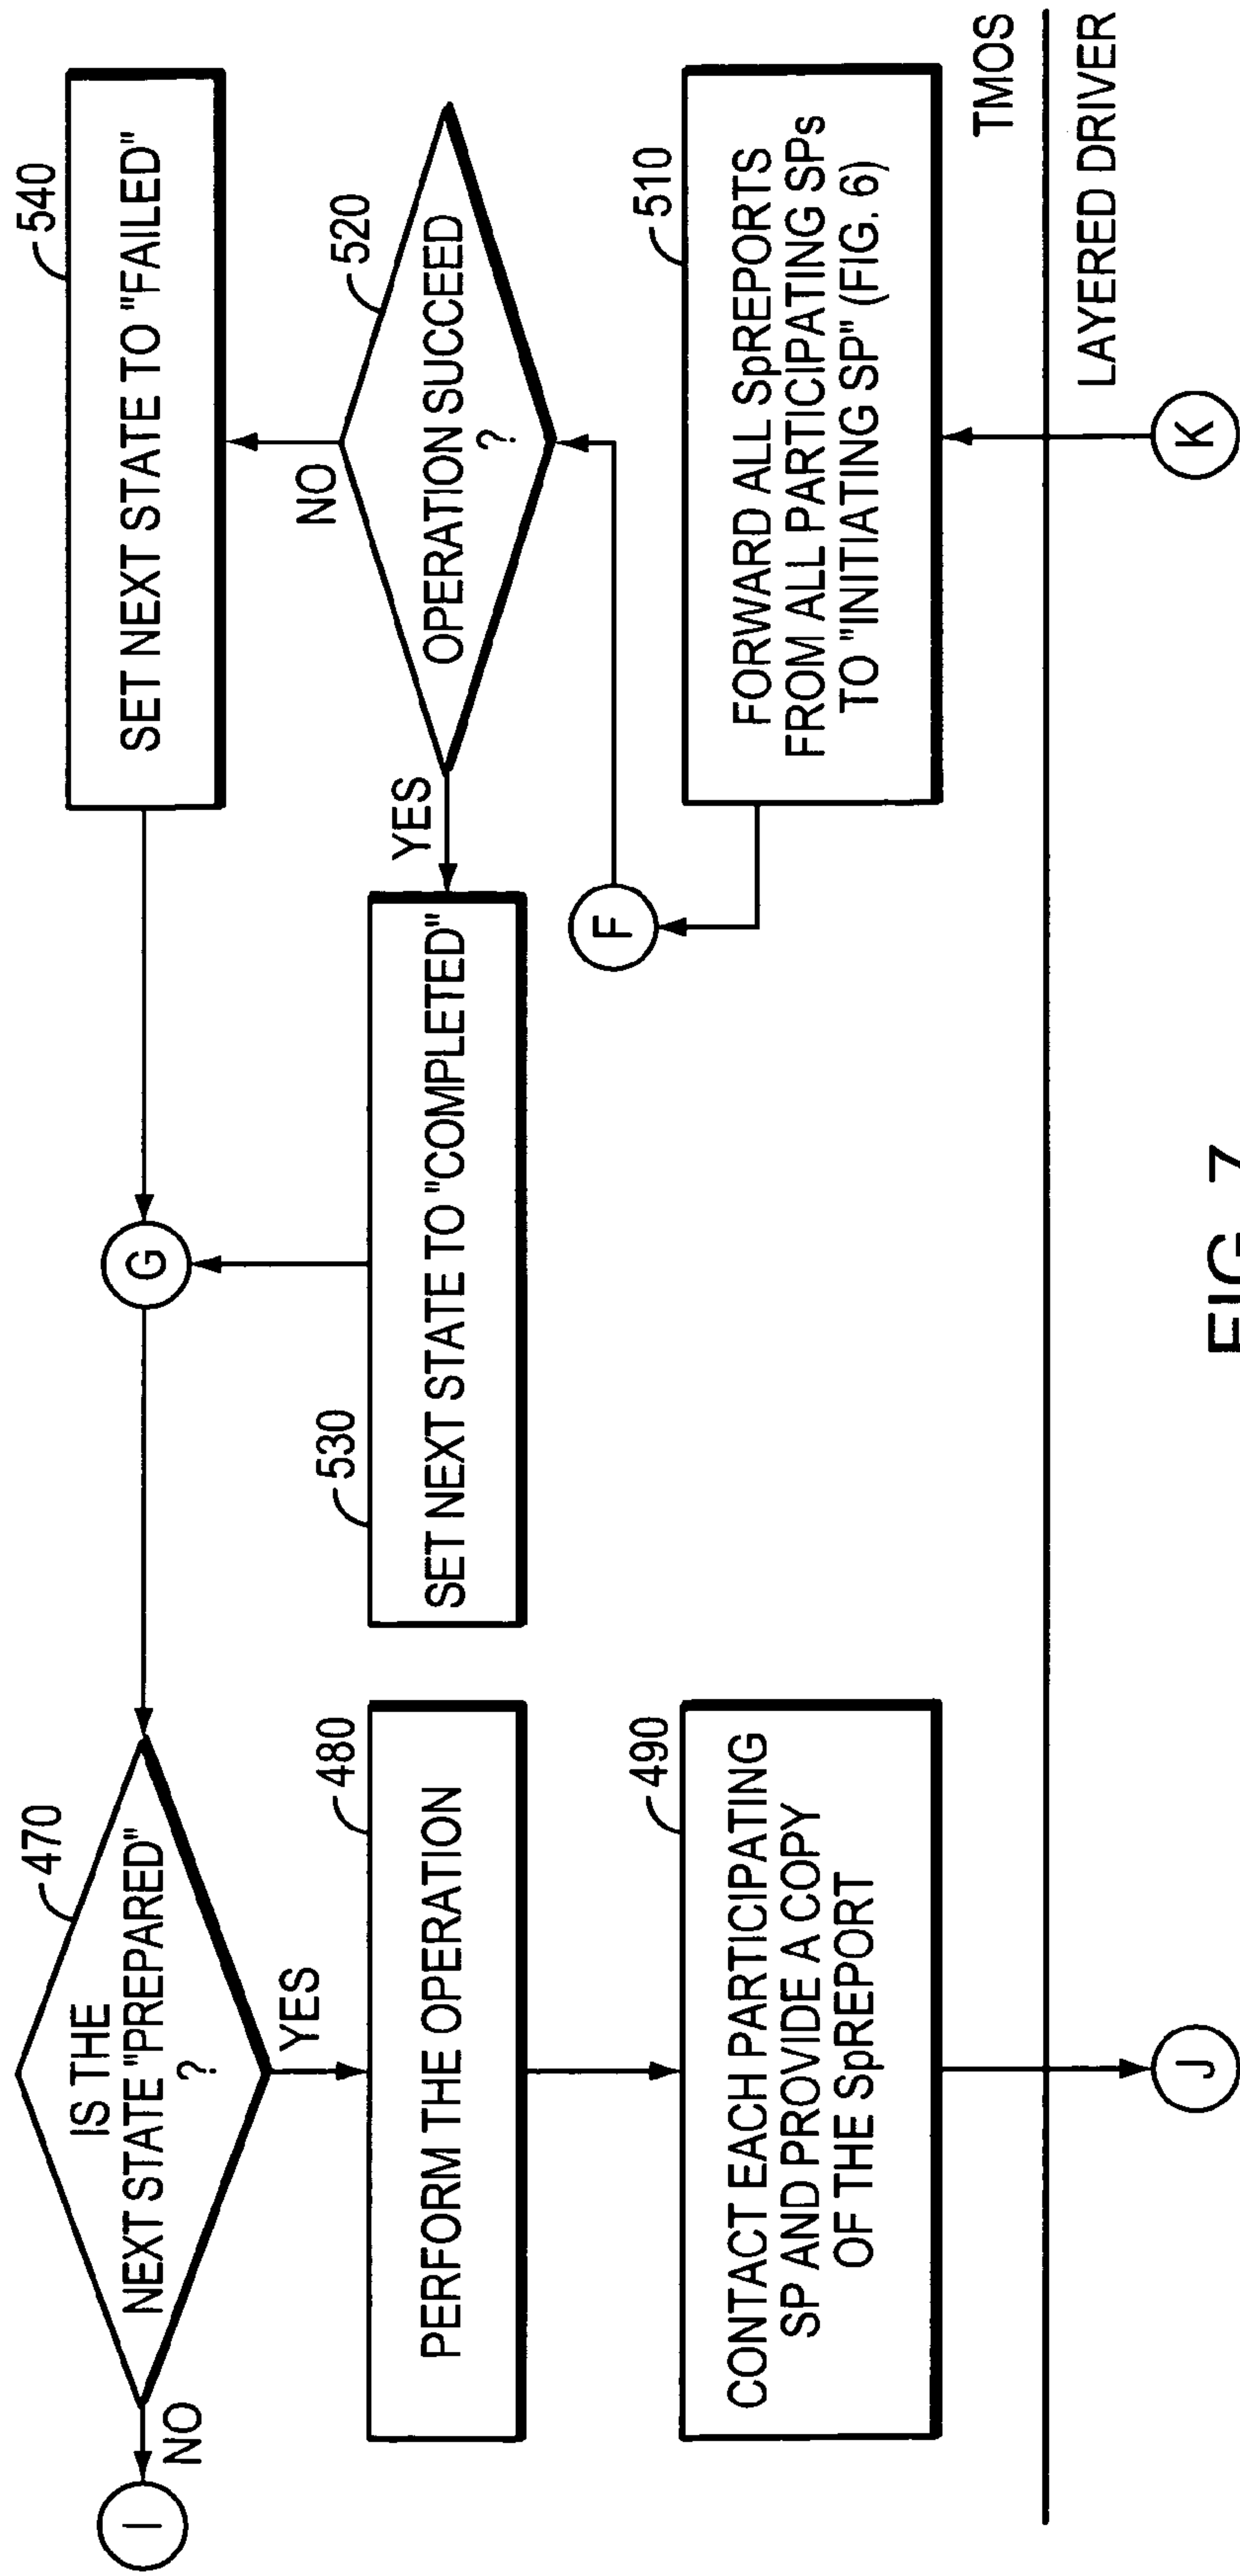 470
IS THE
NEXT STATE "PREPARED"
?
NO
I
YES
480
PERFORM THE OPERATION
490
CONTACT EACH PARTICIPATING
SP AND PROVIDE A COPY
OF THE SpREPORT
J
G
530
SET NEXT STATE TO "COMPLETED"
540
SET NEXT STATE TO "FAILED"
NO
520
OPERATION SUCCEED
?
YES
F
510
FORWARD ALL SpREPORTS
FROM ALL PARTICIPATING SPs
TO "INITIATING SP" (FIG. 6)
TMOS
LAYERED DRIVER
K
FIG. 7